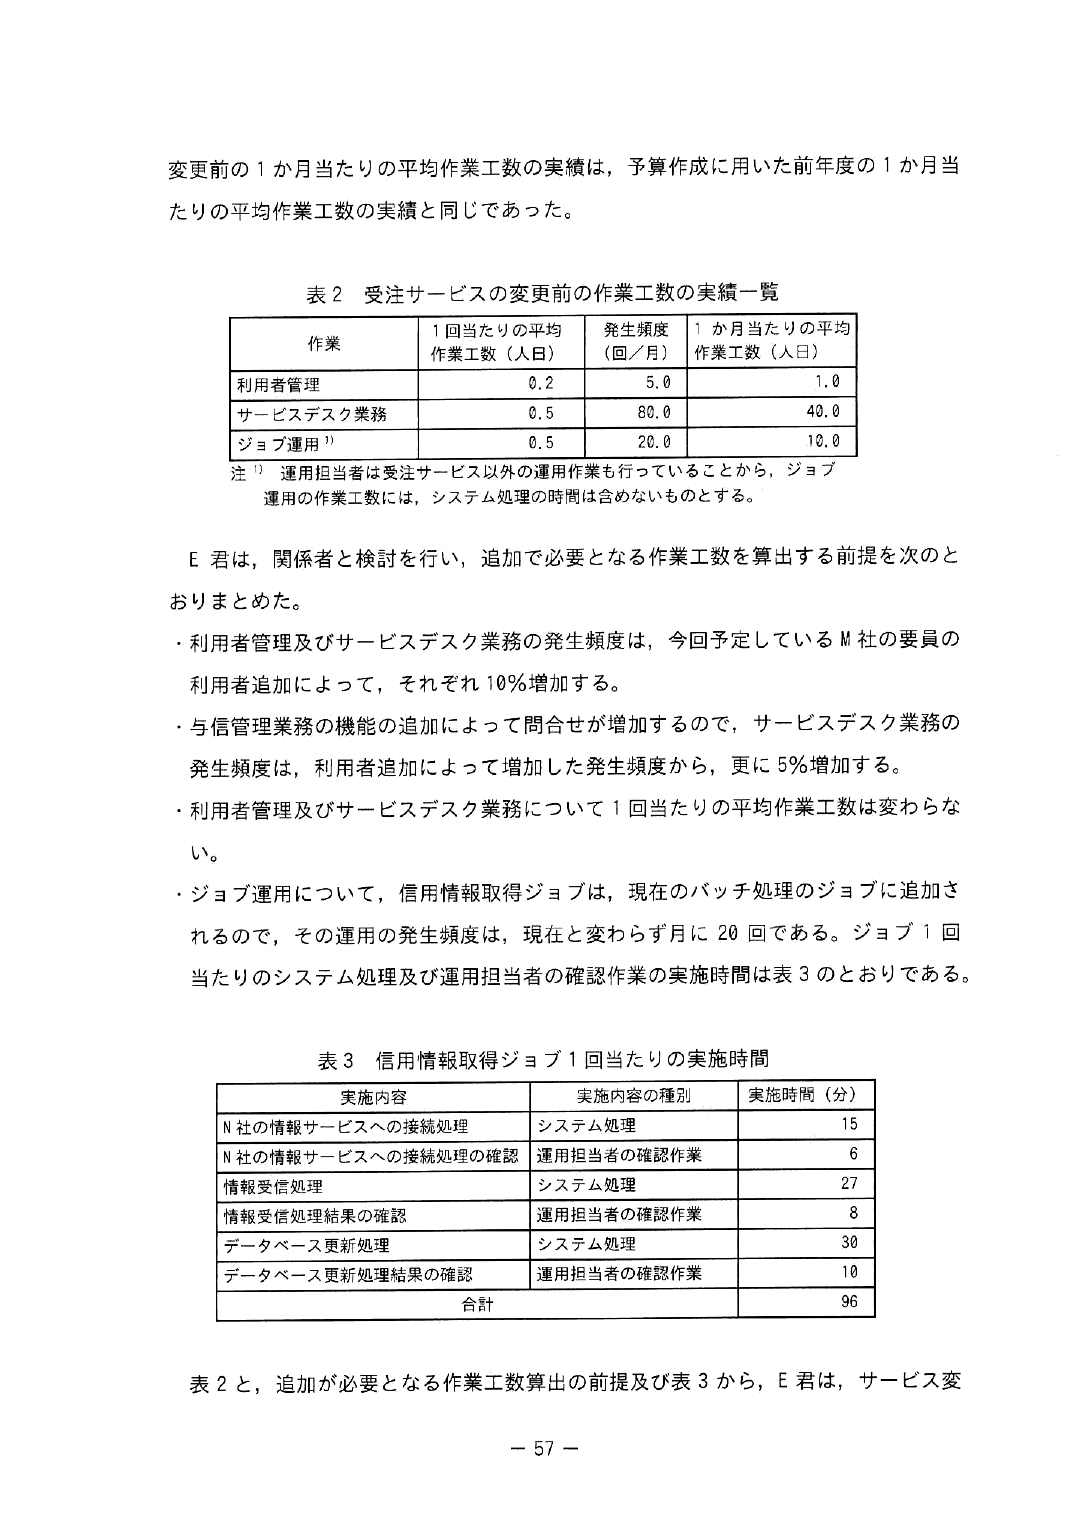 変更前の1か月当たりの平均作業工数の実績は，予算作成に用いた前年度の1か月当
たりの平均作業工数の実績と同じであった。
表2 受注サービスの変更前の作業工数の実績一覧
作業 1回当たりの平均作業工数（人日） 発生頻度（回／月） 1か月当たりの平均作業工数（人日）
利用者管理 0.2 5.0 1.0
サービスデスク業務 0.5 80.0 40.0
ジョブ運用1) 0.5 20.0 10.0
注1) 運用担当者は受注サービス以外の運用作業も行っていることから，ジョブ
運用の作業工数には，システム処理の時間は含めないものとする。
E君は，関係者と検討を行い，追加で必要となる作業工数を算出する前提を次のと
おりまとめた。
・利用者管理及びサービスデスク業務の発生頻度は，今回予定しているM社の要員の
利用者追加によって，それぞれ10％増加する。
・与信管理業務の機能の追加によって問合せが増加するので，サービスデスク業務の
発生頻度は，利用者追加によって増加した発生頻度から，更に5％増加する。
・利用者管理及びサービスデスク業務について1回当たりの平均作業工数は変わらな
い。
・ジョブ運用について，信用情報取得ジョブは，現在のバッチ処理のジョブに追加さ
れるので，その運用の発生頻度は，現在と変わらず月に20回である。ジョブ1回
当たりのシステム処理及び運用担当者の確認作業の実施時間は表3のとおりである。
表3 信用情報取得ジョブ1回当たりの実施時間
実施内容 実施内容の種別 実施時間（分）
N社の情報サービスへの接続処理 システム処理 15
N社の情報サービスへの接続処理の確認 運用担当者の確認作業 6
情報受信処理 システム処理 27
情報受信処理結果の確認 運用担当者の確認作業 8
データベース更新処理 システム処理 30
データベース更新処理結果の確認 運用担当者の確認作業 10
合計 96
表2と，追加が必要となる作業工数算出の前提及び表3から，E君は，サービス変
－ 57 －